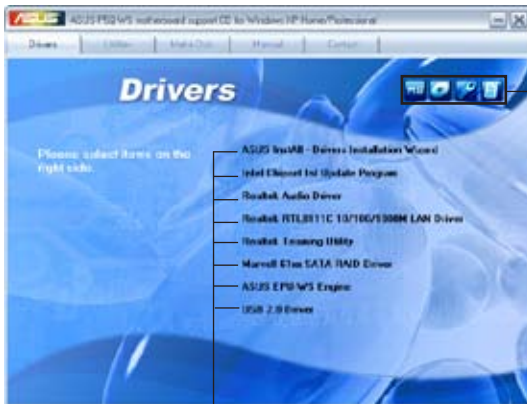 ASUS P5Q WS motherboard support CD for Windows XP Home/Professional
Drivers Utilities Make Disk Manual Contact
Drivers
Please select items on the right side.
ASUS InstAll - Drivers Installation Wizard
Intel Chipset Inf Update Program
Realtek Audio Driver
Realtek RTL8111C 10/100/1000M LAN Driver
Realtek Teaming Utility
Marvell 61xx SATA RAID Driver
ASUS EPU WS Engine
USB 2.0 Driver